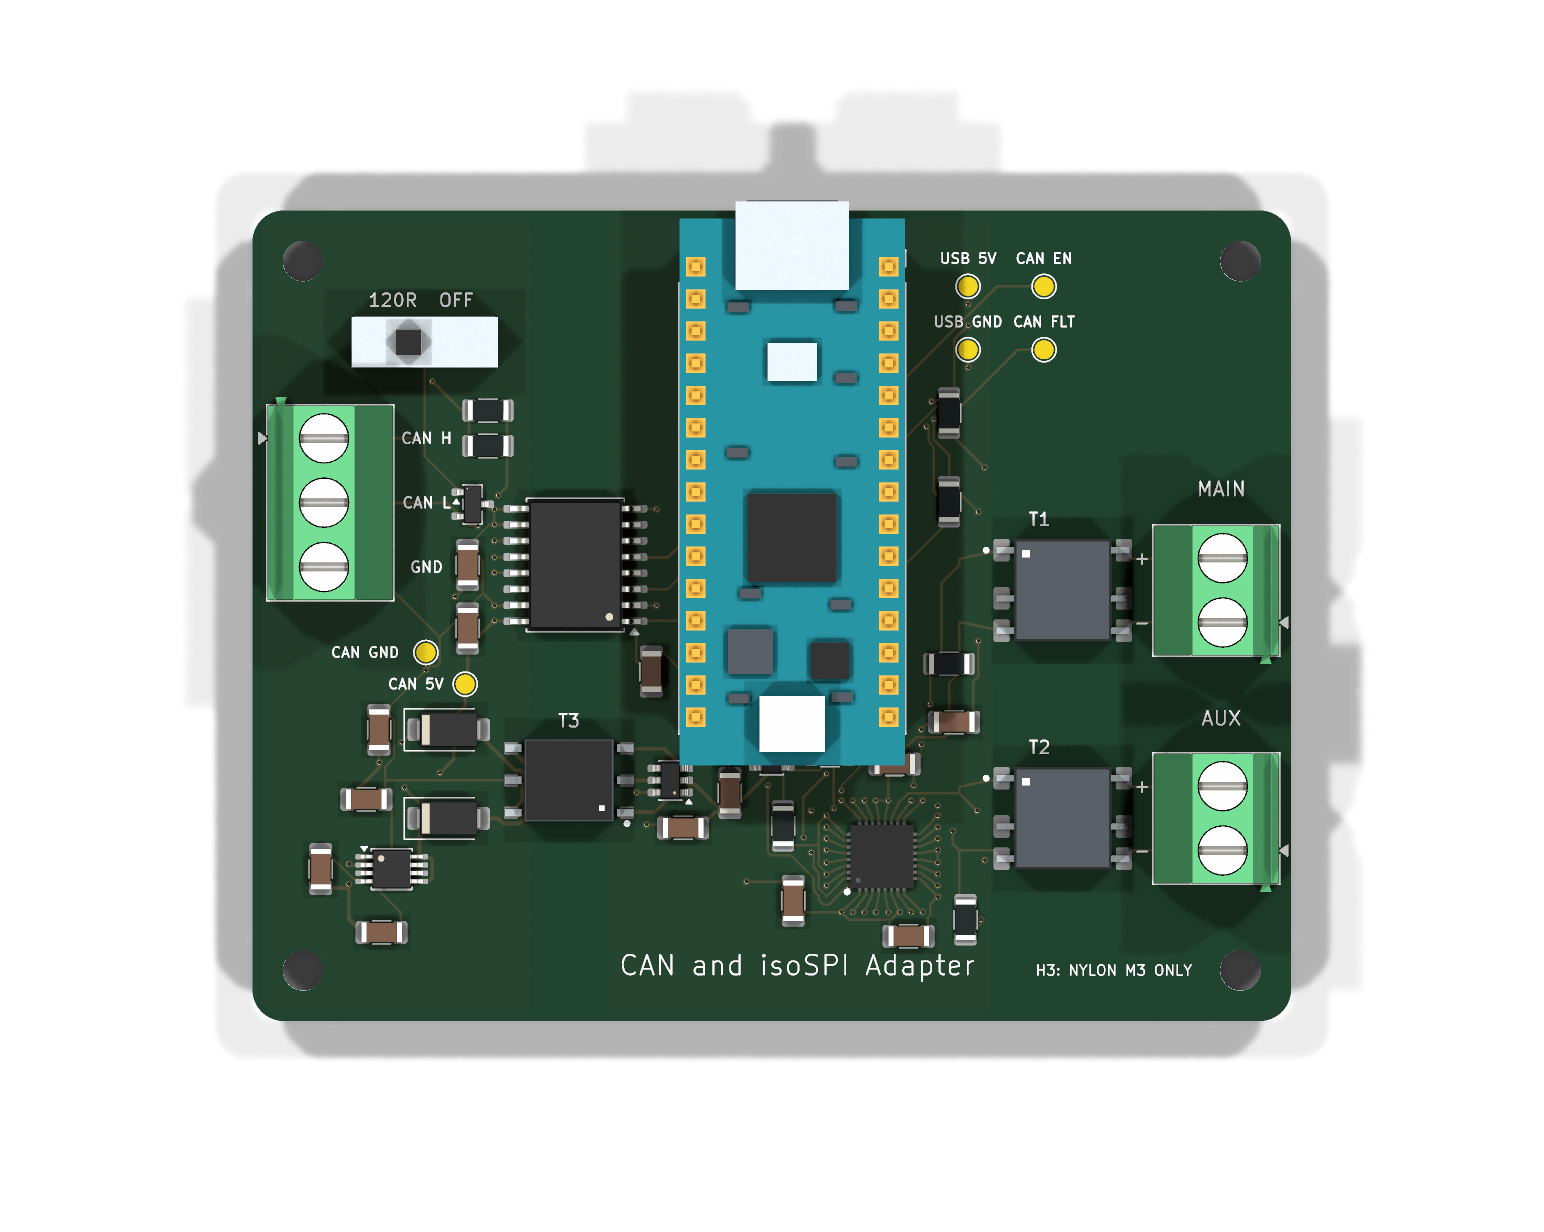 USB 5V CAN EN
120R OFF
USB GND CAN FLT
CAN H
MAIN
CAN L
T1
+
GND
-
CAN GND
CAN 5V
AUX
T3
T2
+
-
CAN and isoSPI Adapter
H3: NYLON M3 ONLY